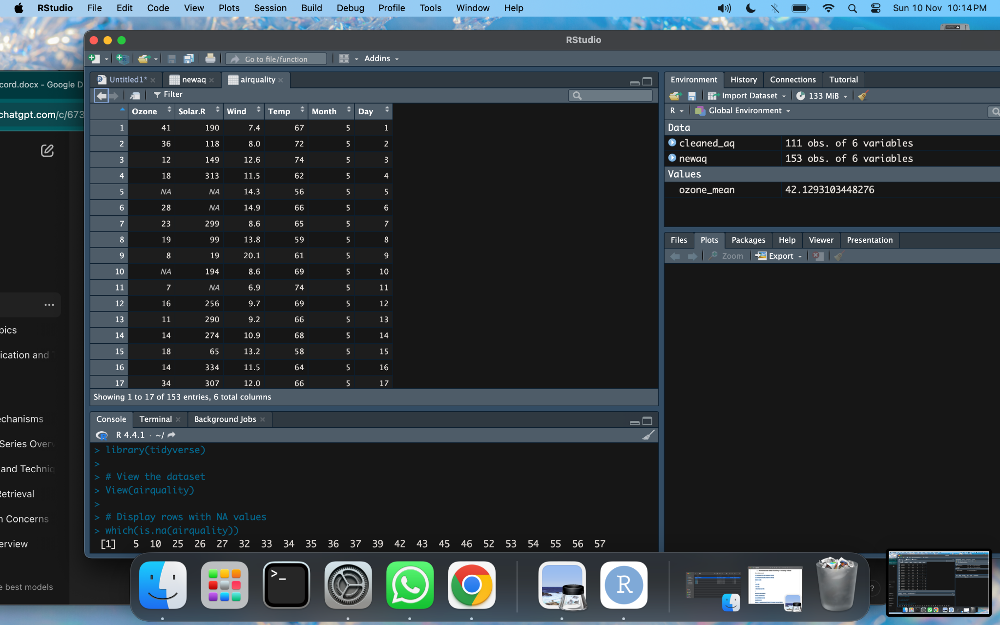 RStudio File Edit Code View Plots Session Build Debug Profile Tools Window Help Sun 10 Nov 10:14 PM
RStudio
Go to file/function Addins
cord.docx - Google D
chatgpt.com/c/673
Untitled1* newaq airquality
Filter
Ozone Solar.R Wind Temp Month Day
1 41 190 7.4 67 5 1
2 36 118 8.0 72 5 2
3 12 149 12.6 74 5 3
4 18 313 11.5 62 5 4
5 NA NA 14.3 56 5 5
6 28 NA 14.9 66 5 6
7 23 299 8.6 65 5 7
8 19 99 13.8 59 5 8
9 8 19 20.1 61 5 9
10 NA 194 8.6 69 5 10
11 7 NA 6.9 74 5 11
12 16 256 9.7 69 5 12
13 11 290 9.2 66 5 13
14 14 274 10.9 68 5 14
15 18 65 13.2 58 5 15
16 14 334 11.5 64 5 16
17 34 307 12.0 66 5 17
Showing 1 to 17 of 153 entries, 6 total columns
Console Terminal Background Jobs
R 4.4.1 · ~/
> library(tidyverse)
>
> # View the dataset
> View(airquality)
>
> # Display rows with NA values
> which(is.na(airquality))
[1] 5 10 25 26 27 32 33 34 35 36 37 39 42 43 45 46 52 53 54 55 56 57
Environment History Connections Tutorial
Import Dataset 133 MiB
R Global Environment
Data
cleaned_aq 111 obs. of 6 variables
newaq 153 obs. of 6 variables
Values
ozone_mean 42.1293103448276
Files Plots Packages Help Viewer Presentation
Zoom Export
pics
ication and T
echanisms
Series Overv
and Techniq
Retrieval
n Concerns
erview
e best models
>_
R
?